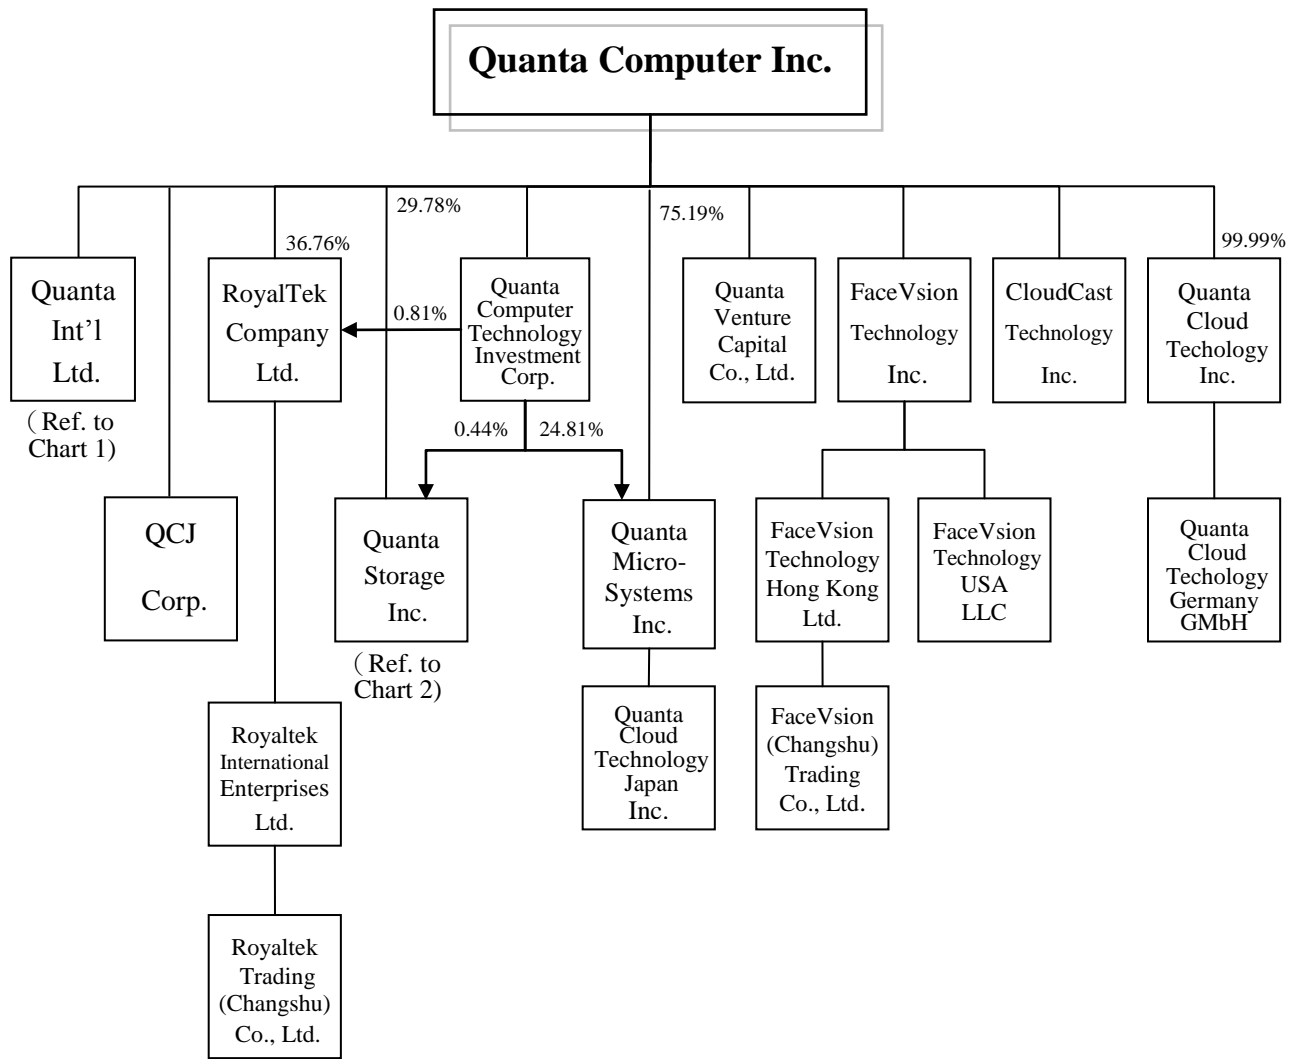 Quanta Computer Inc.
29.78%
75.19%
36.76%
99.99%
Quanta
Int’l
Ltd.
（Ref. to
Chart 1)
RoyalTek
Company
Ltd.
0.81%
Quanta
Computer
Technology
Investment
Corp.
Quanta
Venture
Capital
Co., Ltd.
FaceVsion
Technology
Inc.
CloudCast
Technology
Inc.
Quanta
Cloud
Techology
Inc.
0.44%
24.81%
QCJ
Corp.
Quanta
Storage
Inc.
（Ref. to
Chart 2)
Quanta
Micro-
Systems
Inc.
FaceVsion
Technology
Hong Kong
Ltd.
FaceVsion
Technology
USA
LLC
Quanta
Cloud
Techology
Germany
GMbH
Royaltek
International
Enterprises
Ltd.
Quanta
Cloud
Technology
Japan
Inc.
FaceVsion
(Changshu)
Trading
Co., Ltd.
Royaltek
Trading
(Changshu)
Co., Ltd.